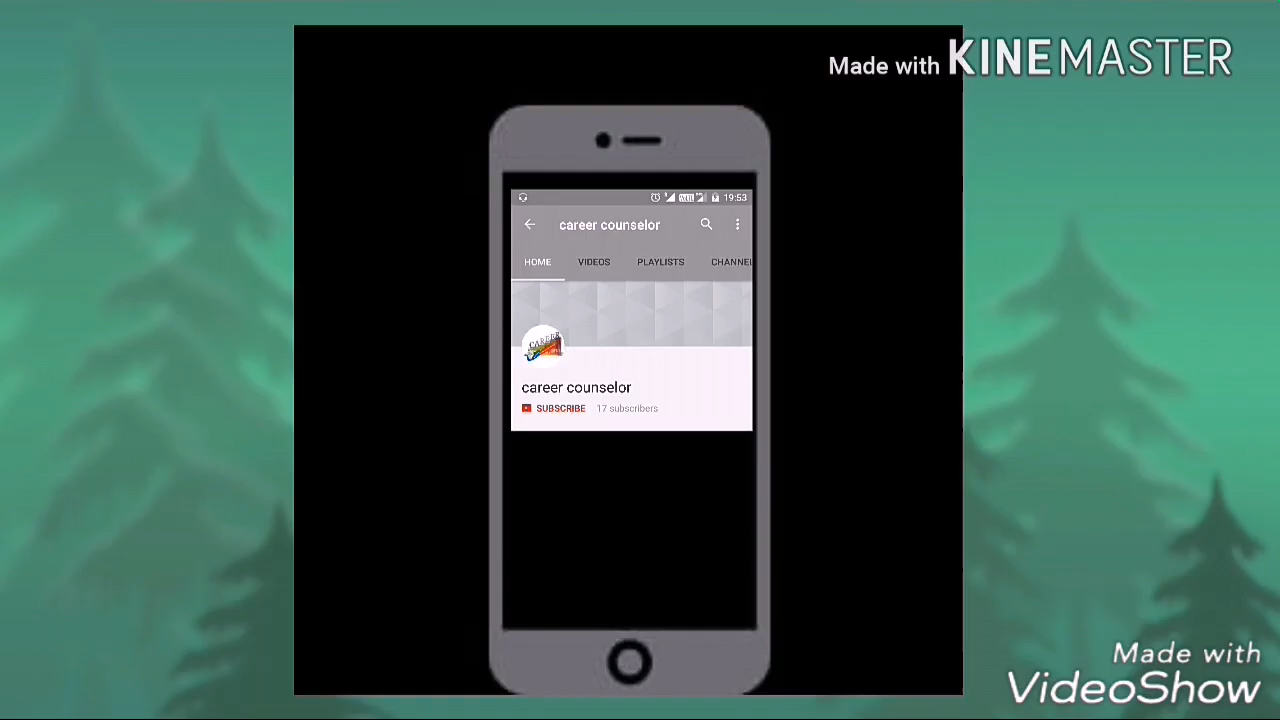 Made with KINEMASTER
19:53
career counselor
HOME VIDEOS PLAYLISTS CHANNEL
CAREER
career counselor
SUBSCRIBE 17 subscribers
Made with
VideoShow